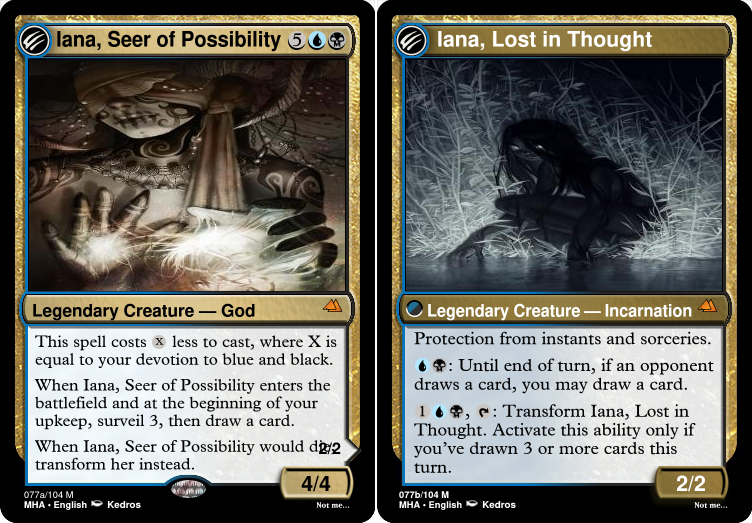 Iana, Seer of Possibility 5
This spell costs X less to cast, where X is
equal to your devotion to blue and black.
When Iana, Seer of Possibility enters the
battlefield and at the beginning of your
upkeep, surveil 3, then draw a card.
When Iana, Seer of Possibility would
transform her instead.
2/2
Legendary Creature — God
4/4
077a/104 M
MHA • English Kedros
Not me...
Iana, Lost in Thought
Legendary Creature — Incarnation
Protection from instants and sorceries.
: Until end of turn, if an opponent
draws a card, you may draw a card.
1 , : Transform Iana, Lost in
Thought. Activate this ability only if
you've drawn 3 or more cards this
turn.
2/2
077b/104 M
MHA • English Kedros
Not me...